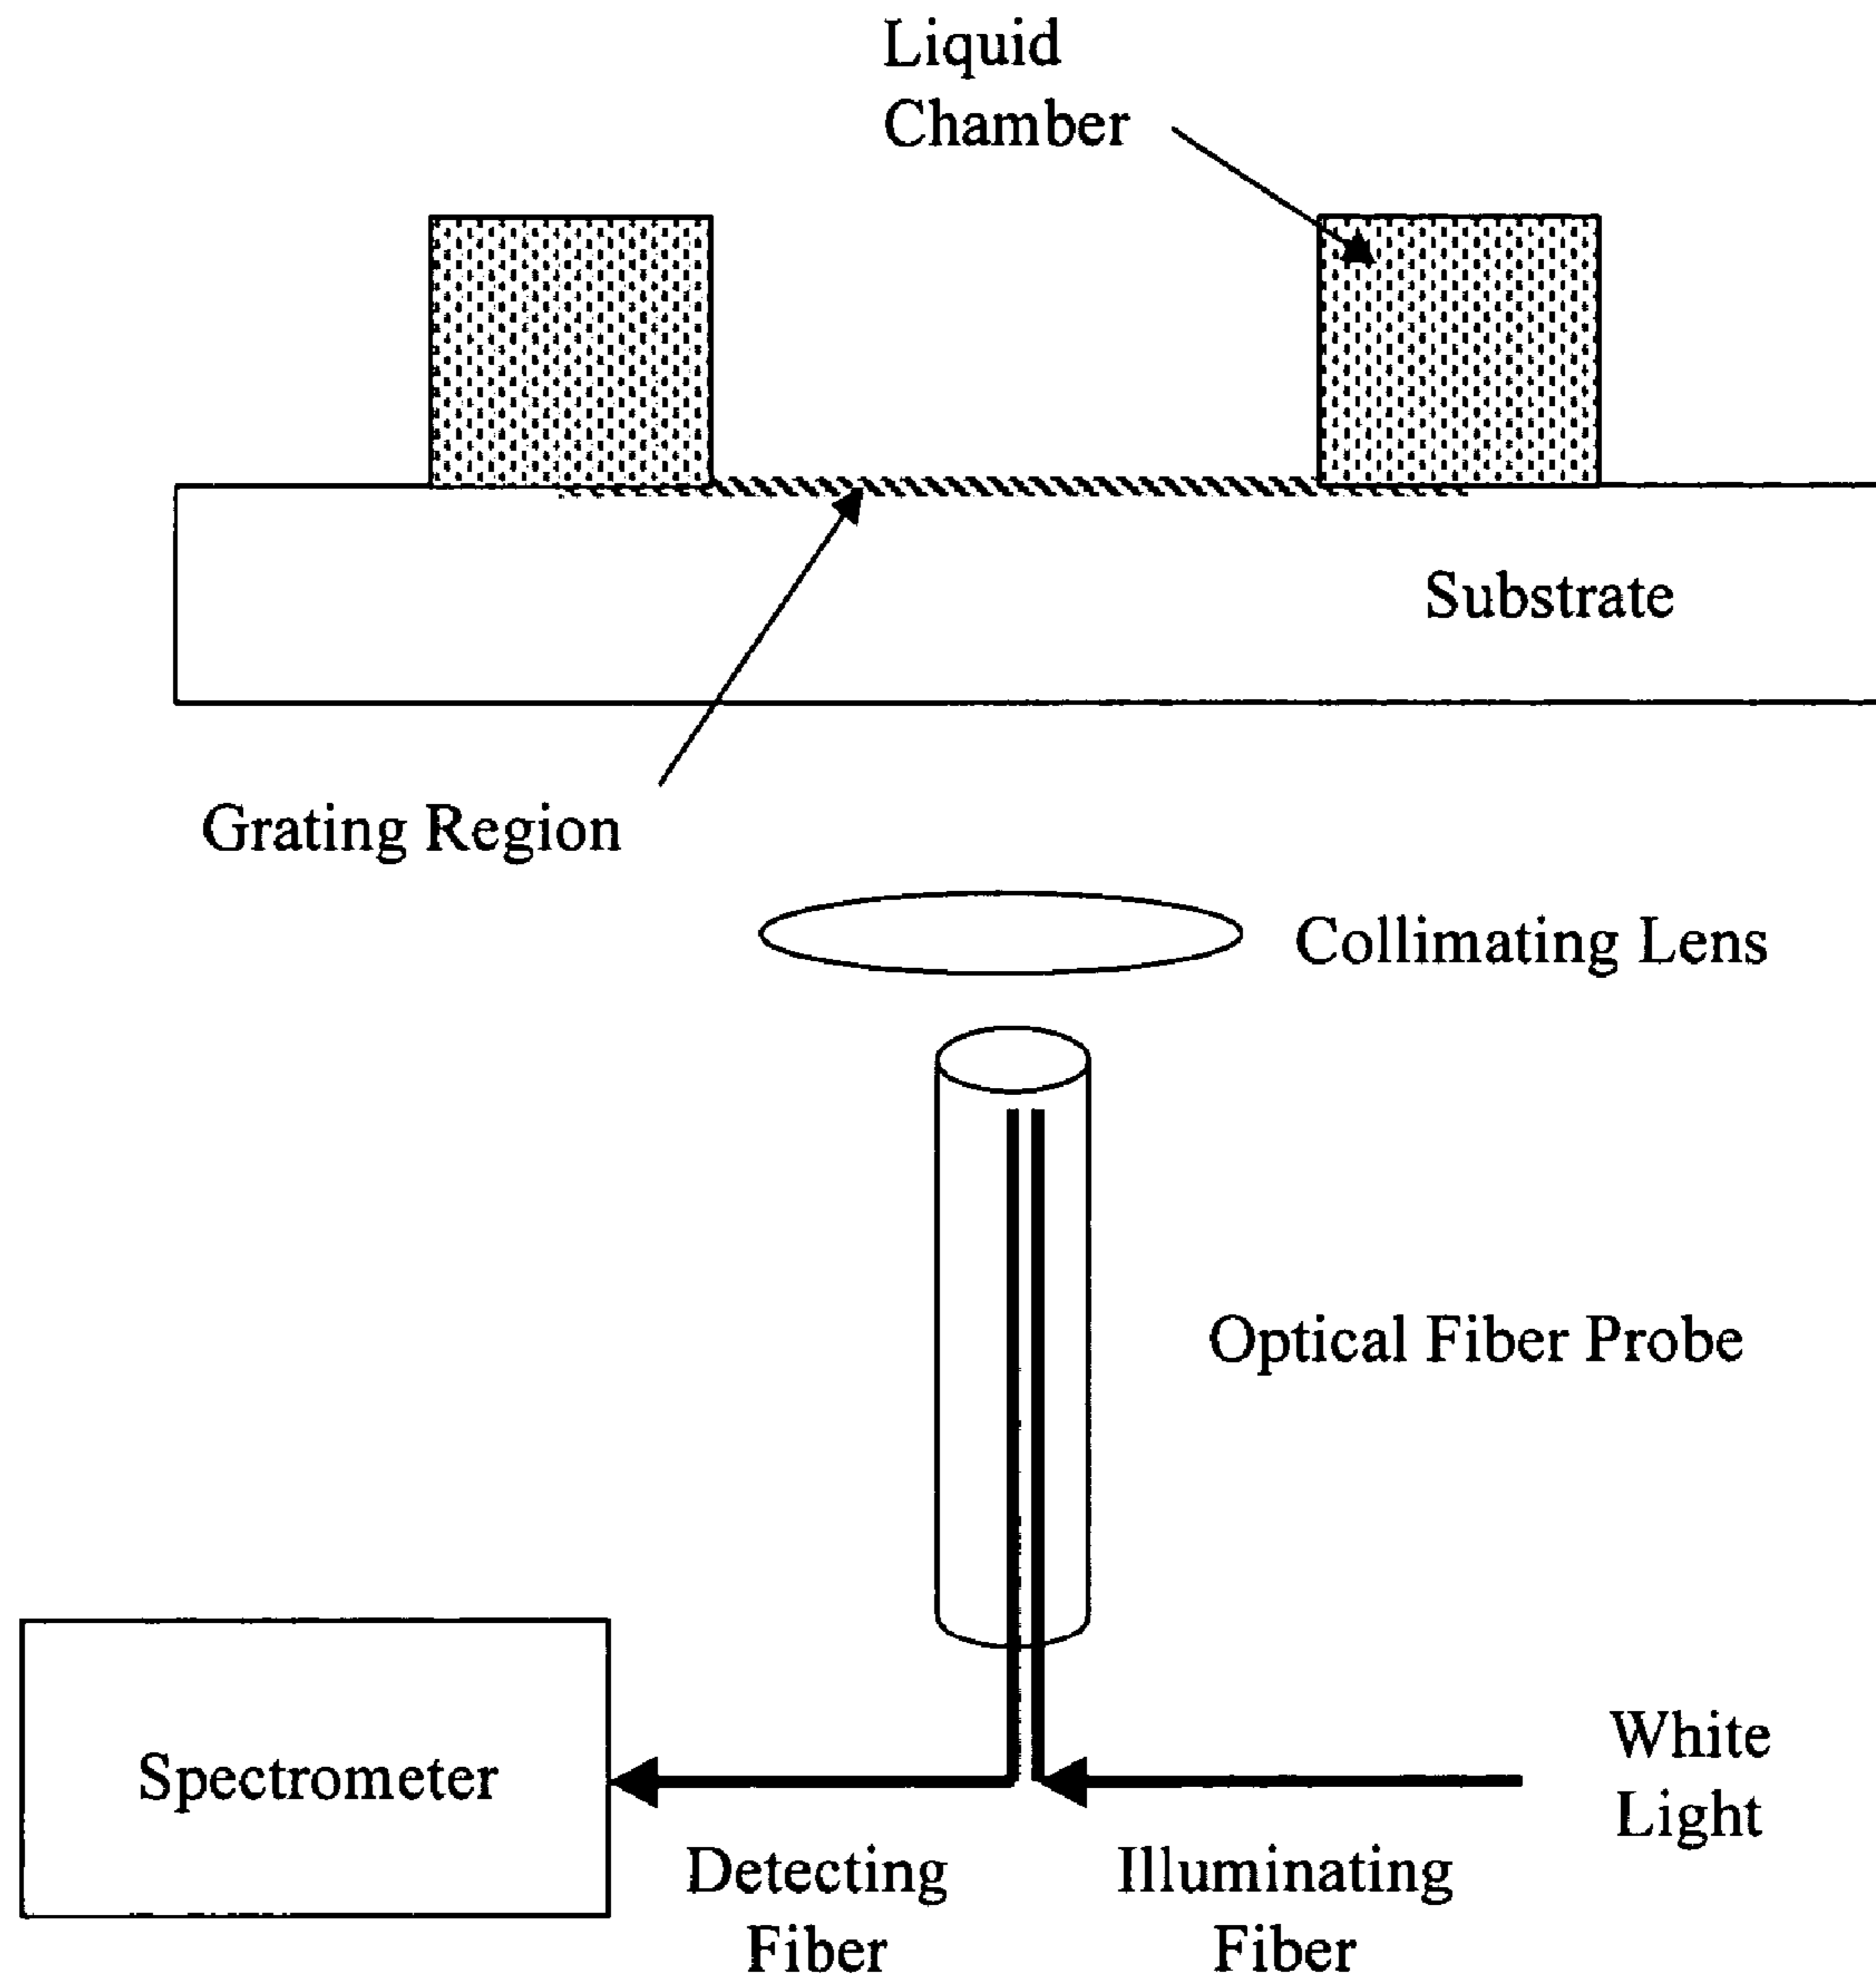 Liquid
Chamber
Substrate
Grating Region
Collimating Lens
Optical Fiber Probe
White
Light
Spectrometer
Detecting
Fiber
Illuminating
Fiber